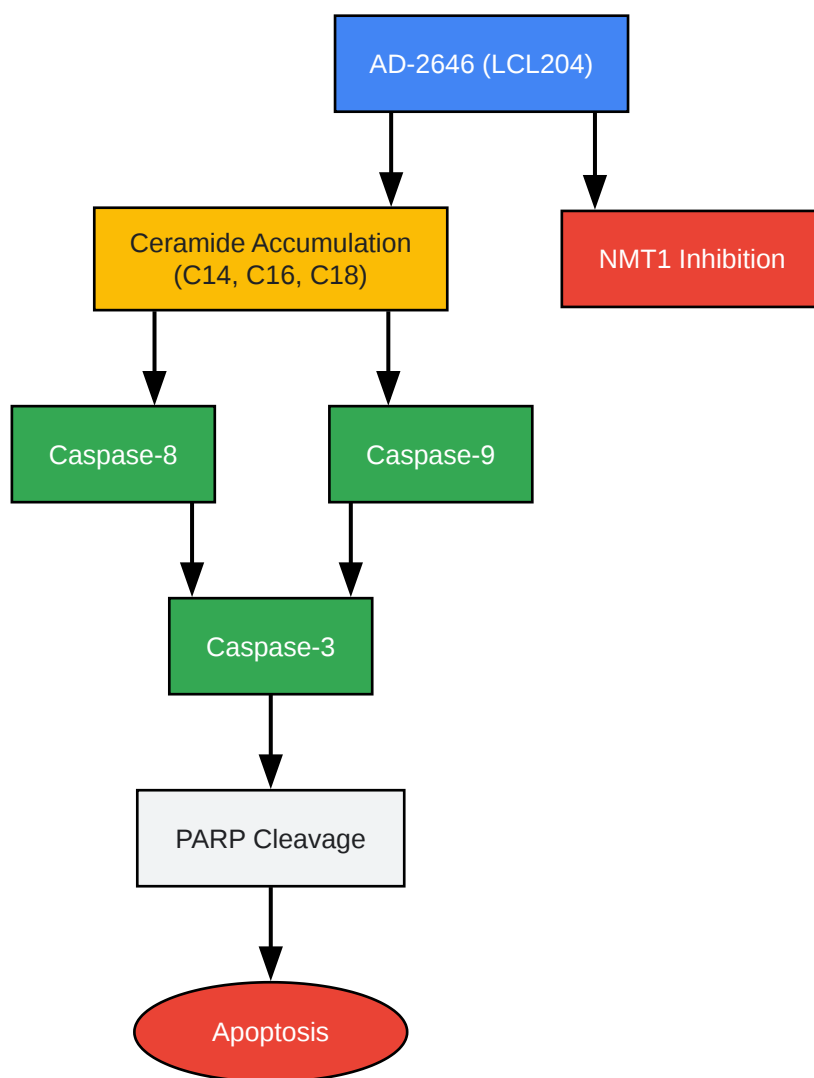 AD-2646 (LCL204)
Ceramide Accumulation
(C14, C16, C18)
NMT1 Inhibition
Caspase-8
Caspase-9
Caspase-3
PARP Cleavage
Apoptosis